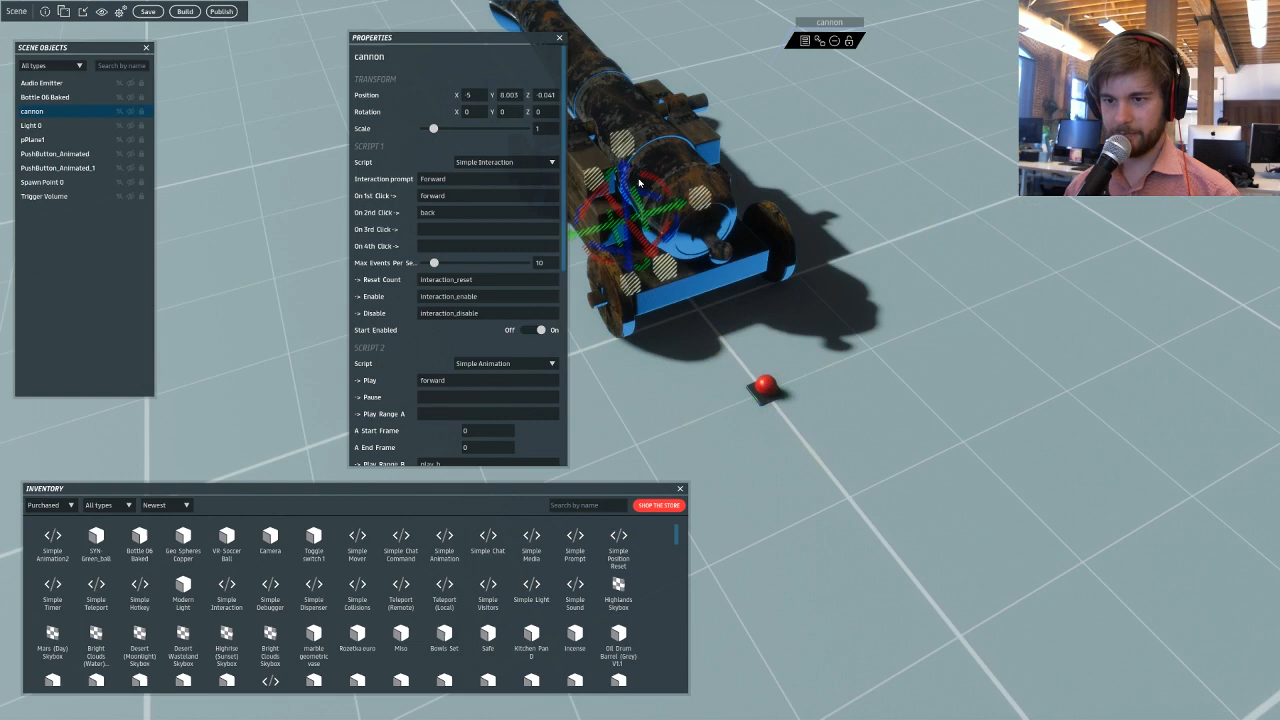 Scene Save Build Publish
SCENE OBJECTS
All types Search by name
Audio Emitter
Bottle 06 Baked
cannon
Light 0
pPlane1
PushButton_Animated
PushButton_Animated_1
Spawn Point 0
Trigger Volume
PROPERTIES
cannon
TRANSFORM
Position X -5 Y 8.003 Z -0.041
Rotation X 0 Y 0 Z 0
Scale 1
SCRIPT 1
Script Simple Interaction
Interaction prompt Forward
On 1st Click -> forward
On 2nd Click -> back
On 3rd Click ->
On 4th Click ->
Max Events Per Se... 10
-> Reset Count interaction_reset
-> Enable interaction_enable
-> Disable interaction_disable
Start Enabled Off On
SCRIPT 2
Script Simple Animation
-> Play forward
-> Pause
-> Play Range A
A Start Frame 0
A End Frame 0
-> Play Range B play_b
cannon
INVENTORY
Purchased All types Newest Search by name SHOP THE STORE
Simple Animation2
SYN-Green_ball
Bottle 06 Baked
Geo Spheres Copper
VR- Soccer Ball
Camera
Toggle switch 1
Simple Mover
Simple Chat Command
Simple Animation
Simple Chat
Simple Media
Simple Prompt
Simple Position Reset
Simple Timer
Simple Teleport
Simple Hotkey
Modern Light
Simple Interaction
Simple Debugger
Simple Dispenser
Simple Collisions
Teleport (Remote)
Teleport (Local)
Simple Visitors
Simple Light
Simple Sound
Highlands Skybox
Mars (Day) Skybox
Bright Clouds (Water)...
Desert (Moonlight) Skybox
Desert Wasteland Skybox
Highrise (Sunset) Skybox
Bright Clouds Skybox
marble geometric vase
Rozetka euro
Miso
Bowls Set
Safe
Kitchen Pan D
Incense
Oil Drum Barrel (Grey) V1.1